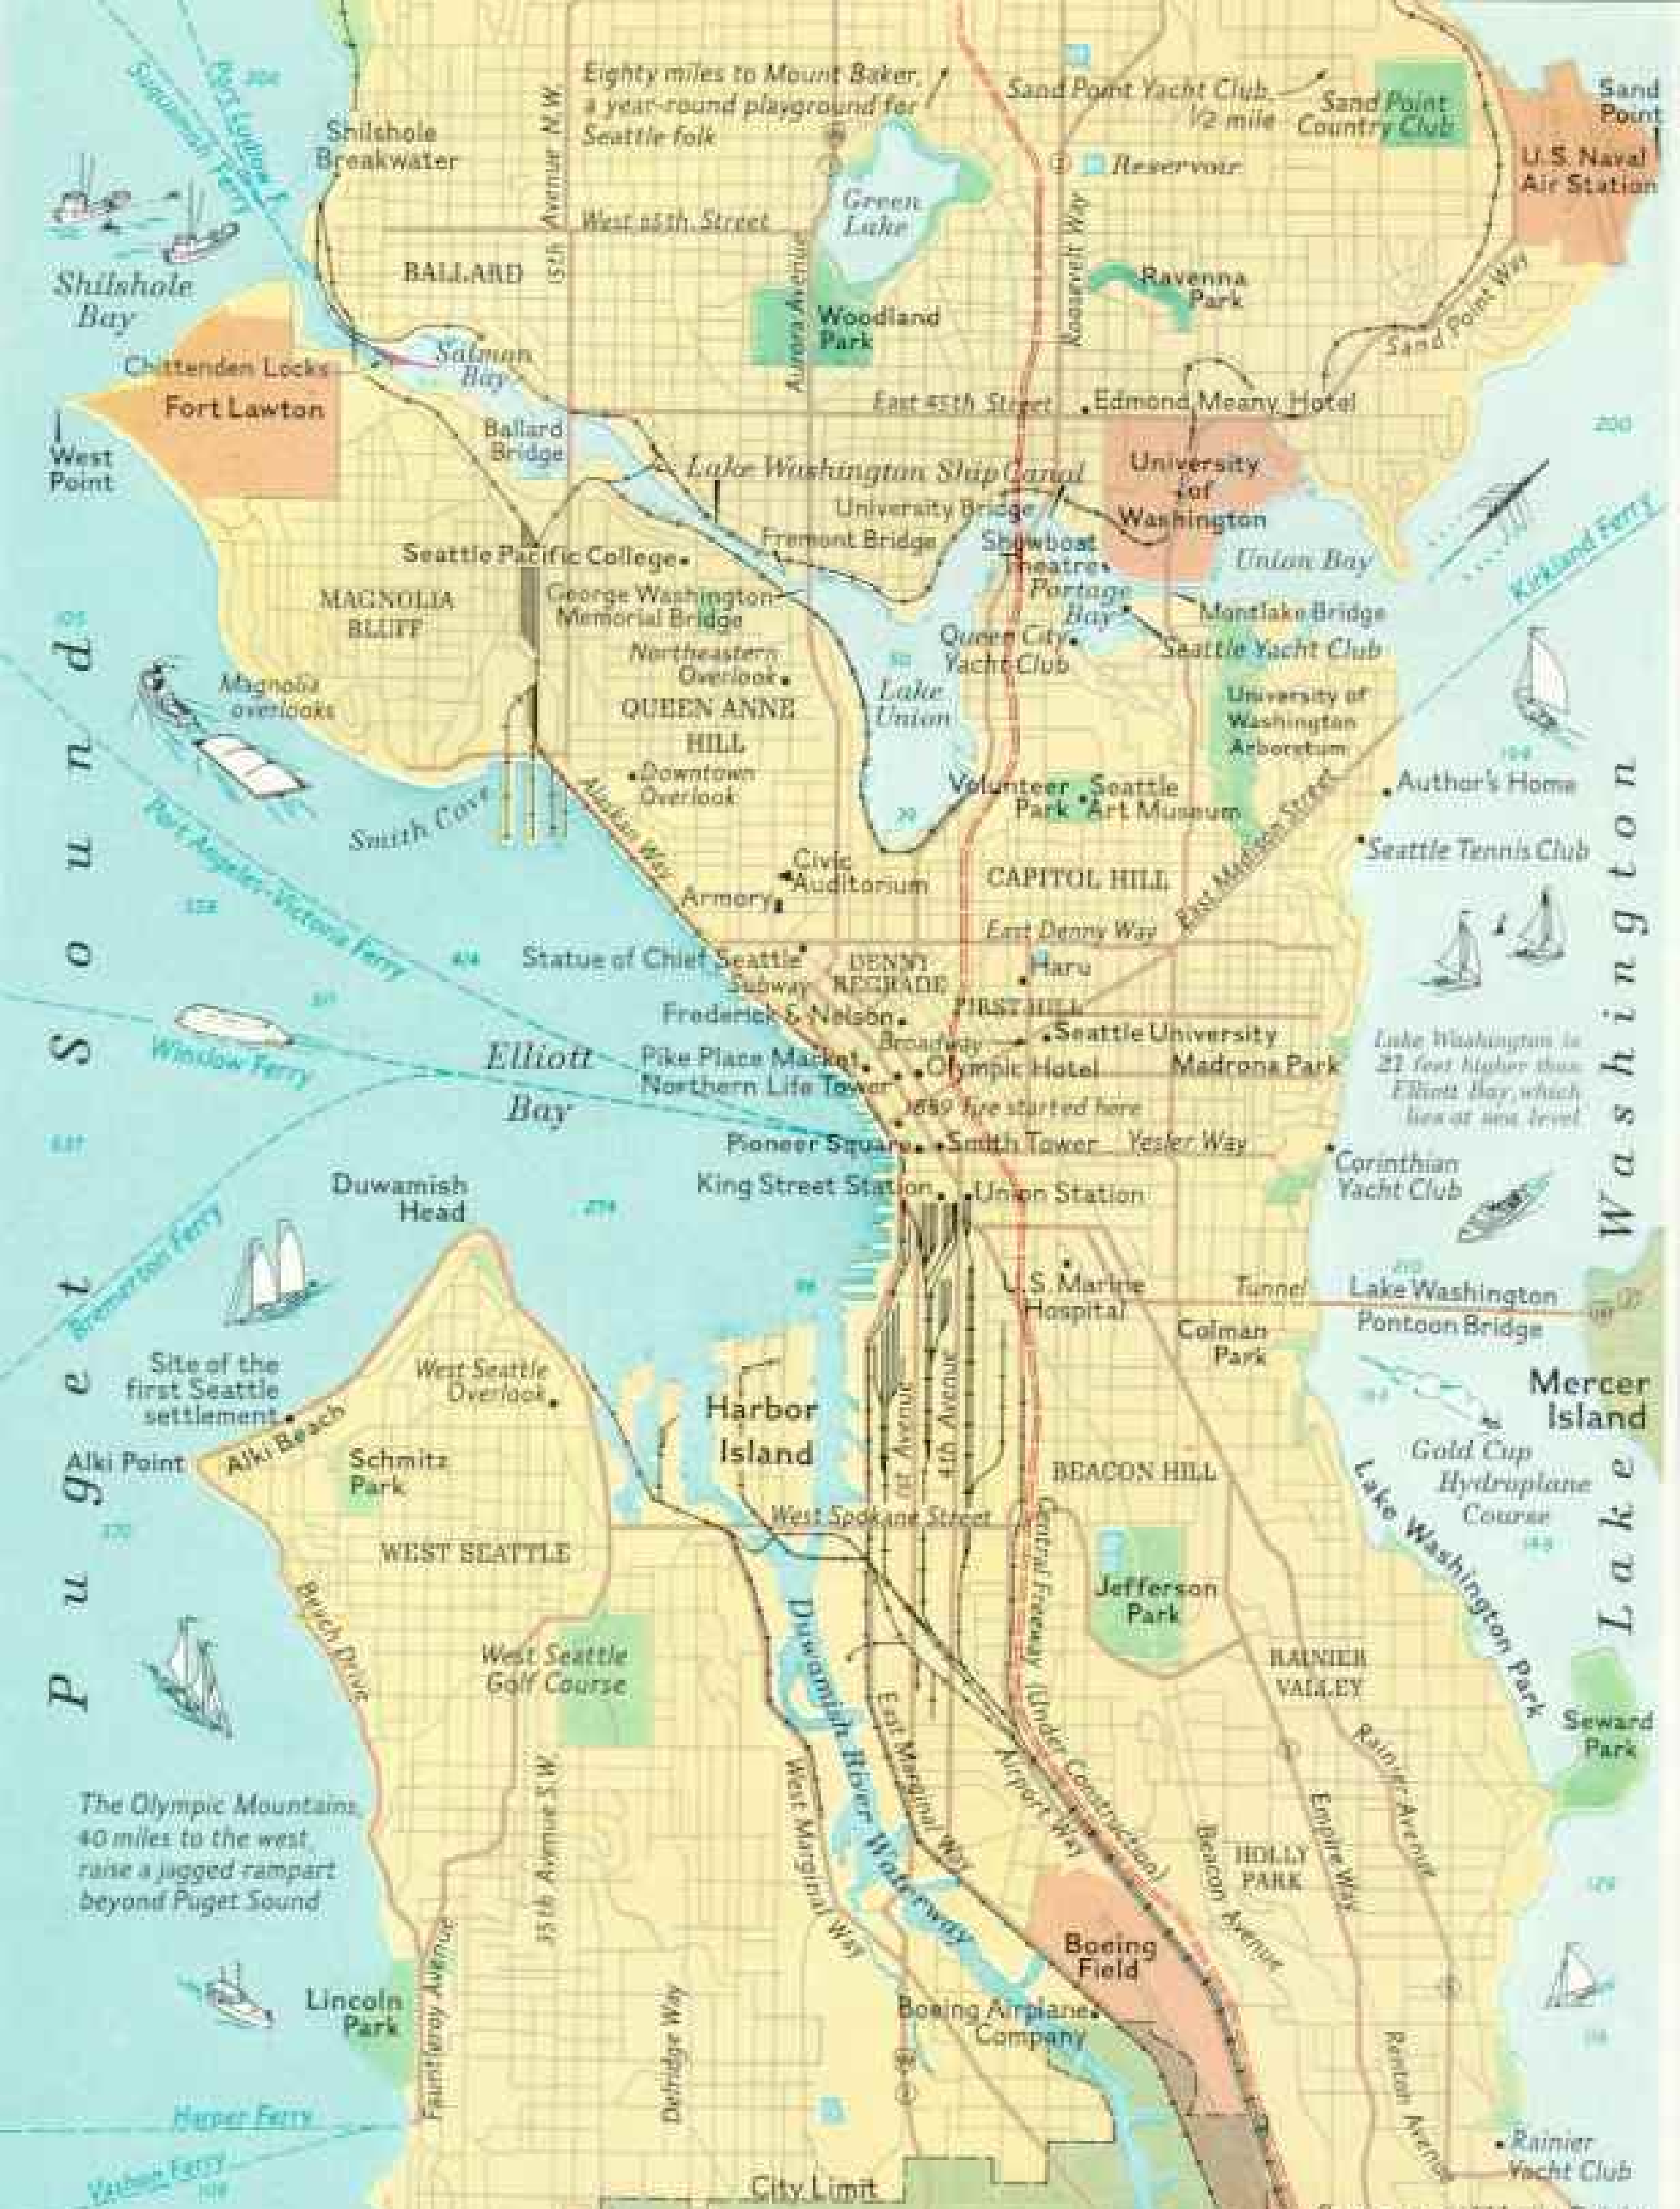 Squamish Ferry
Port Ludlow
204
Eighty miles to Mount Baker,
a year-round playground for
Seattle folk
15th Avenue N.W.
Sand Point Yacht Club
1/2 mile
Sand Point
Country Club
Sand
Point
U.S. Naval
Air Station
Shilshole
Breakwater
Reservoir
Green
Lake
West 85th Street
Aurora Avenue
Roosevelt Way
BALLARD
Shilshole
Bay
Ravenna
Park
Woodland
Park
Sand Point Way
Chittenden Locks
Salmon
Bay
Fort Lawton
East 45th Street
Edmond Meany Hotel
West
Point
Ballard
Bridge
200
Lake Washington Ship Canal
University
of
Washington
University Bridge
Fremont Bridge
Seattle Pacific College
Showboat
Theatre
Union Bay
Kirkland Ferry
MAGNOLIA
BLUFF
George Washington
Memorial Bridge
Portage
Bay
Montlake Bridge
105
Queen City
Yacht Club
Seattle Yacht Club
Northeastern
Overlook
50
Lake
Union
Magnolia
overlooks
QUEEN ANNE
HILL
University of
Washington
Arboretum
Downtown
Overlook
Volunteer
Park
Seattle
Art Museum
Author's Home
Smith Cove
Alaskan Way
39
Seattle Tennis Club
Port Angeles-Victoria Ferry
Civic
Auditorium
Armory
CAPITOL HILL
East Madison Street
East Denny Way
Statue of Chief Seattle
Subway
DENNY
REGRADE
Haru
FIRST HILL
Frederick & Nelson
Broadway
Seattle University
Pike Place Market
Olympic Hotel
Madrona Park
Northern Life Tower
Lake Washington is
21 feet higher than
Elliott Bay, which
lies at sea level
Winslow Ferry
Elliott
Bay
1889 fire started here
Pioneer Square
Smith Tower
Yesler Way
Corinthian
Yacht Club
King Street Station
Union Station
Duwamish
Head
274
Bremerton Ferry
Puget Sound
Lake Washington
U.S. Marine
Hospital
Tunnel
210
Lake Washington
Pontoon Bridge
Colman
Park
Site of the
first Seattle
settlement
West Seattle
Overlook
Harbor
Island
Mercer
Island
Alki Point
Alki Beach
Schmitz
Park
1st Avenue
4th Avenue
BEACON HILL
Gold Cup
Hydroplane
Course
West Spokane Street
WEST SEATTLE
Lake Washington Park
Central Freeway (Under Construction)
Jefferson
Park
Beach Drive
West Seattle
Golf Course
Duwamish River Waterway
RAINIER
VALLEY
Seward
Park
East Marginal Way
Airport Way
Rainier Avenue
35th Avenue S.W.
West Marginal Way
Empire Way
Beacon Avenue
HOLLY
PARK
The Olympic Mountains,
40 miles to the west,
raise a jagged rampart
beyond Puget Sound
Boeing
Field
Lincoln
Park
Fauntleroy Avenue
Delridge Way
Boeing Airplane
Company
Renton Avenue
Harper Ferry
Vashon Ferry
Rainier
Yacht Club
City Limit